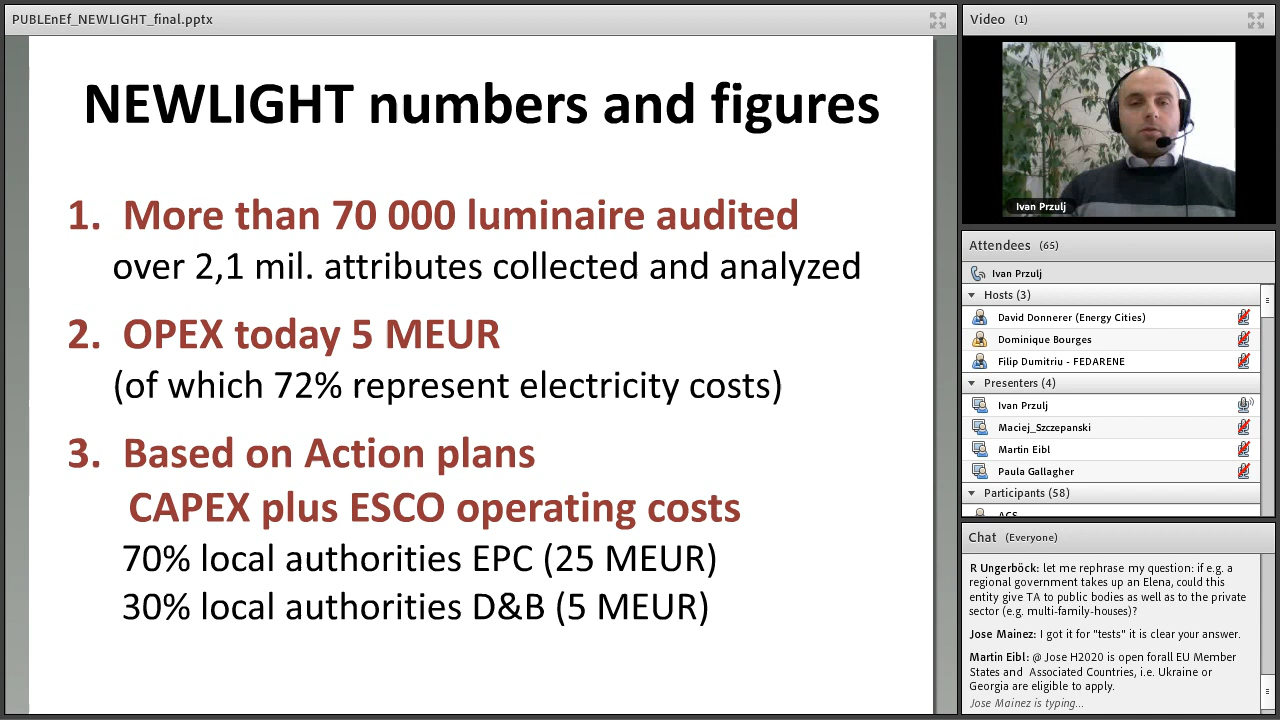 PUBLEnEf_NEWLIGHT_final.pptx
NEWLIGHT numbers and figures
1. More than 70 000 luminaire audited
over 2,1 mil. attributes collected and analyzed
2. OPEX today 5 MEUR
(of which 72% represent electricity costs)
3. Based on Action plans
CAPEX plus ESCO operating costs
70% local authorities EPC (25 MEUR)
30% local authorities D&B (5 MEUR)
Video (1)
Ivan Przulj
Attendees (65)
Ivan Przulj
Hosts (3)
David Donnerer (Energy Cities)
Dominique Bourges
Filip Dumitriu - FEDARENE
Presenters (4)
Ivan Przulj
Maciej_Szczepanski
Martin Eibl
Paula Gallagher
Participants (58)
Chat (Everyone)
R Ungerböck: let me rephrase my question: if e.g. a
regional government takes up an Elena, could this
entity give TA to public bodies as well as to the private
sector (e.g. multi-family-houses)?
Jose Mainez: I got it for "tests" it is clear your answer.
Martin Eibl: @ Jose H2020 is open forall EU Member
States and Associated Countries, i.e. Ukraine or
Georgia are eligible to apply.
Jose Mainez is typing...